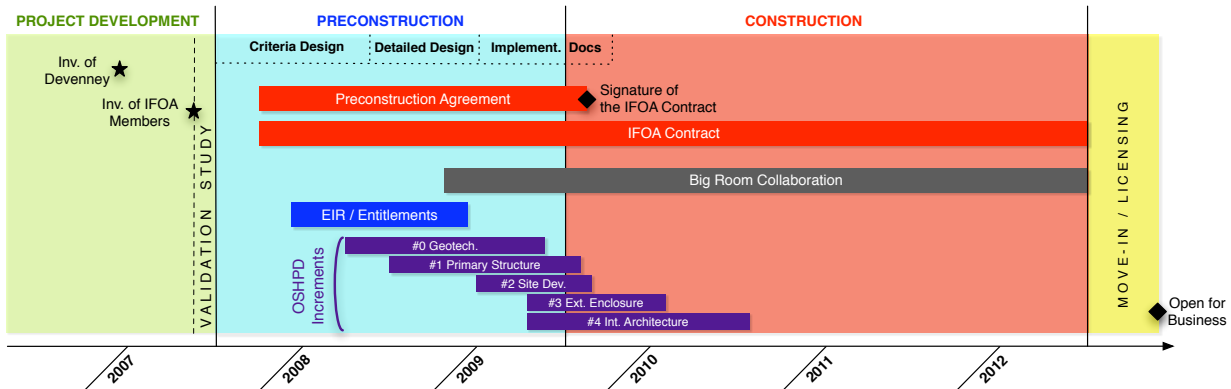 PROJECT DEVELOPMENT
PRECONSTRUCTION
CONSTRUCTION
Criteria Design
Detailed Design
Implement. Docs
Inv. of
Devenney
Inv. of IFOA
Members
VALIDATION STUDY
Preconstruction Agreement
Signature of
the IFOA Contract
IFOA Contract
Big Room Collaboration
EIR / Entitlements
OSHPD
Increments
#0 Geotech.
#1 Primary Structure
#2 Site Dev.
#3 Ext. Enclosure
#4 Int. Architecture
MOVE-IN / LICENSING
Open for
Business
2007
2008
2009
2010
2011
2012